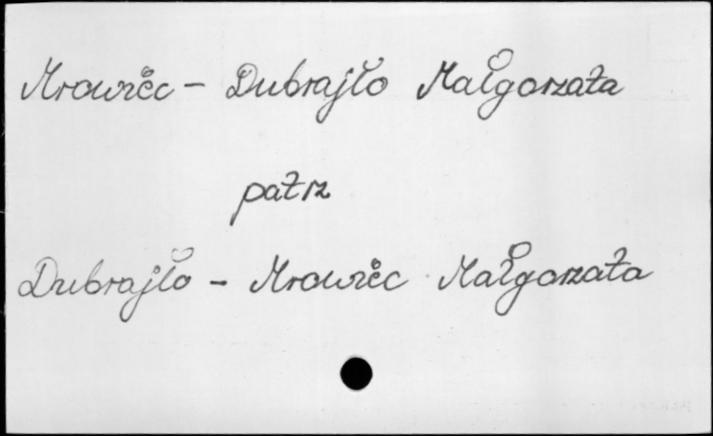 Mrowiec - Dubrajło Małgorzata
patrz
Dubrajło - Mrowiec Małgorzata